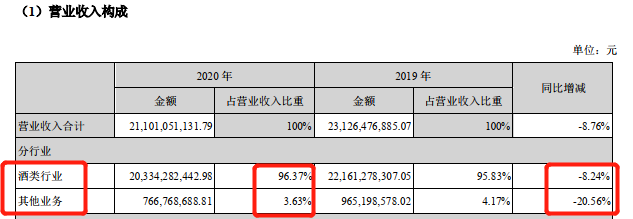 （1）营业收入构成
单位：元
2020 年 2019 年 同比增减
金额 占营业收入比重 金额 占营业收入比重
营业收入合计 21,101,051,131.79 100% 23,126,476,885.07 100% -8.76%
分行业
酒类行业 20,334,282,442.98 96.37% 22,161,278,307.05 95.83% -8.24%
其他业务 766,768,688.81 3.63% 965,198,578.02 4.17% -20.56%